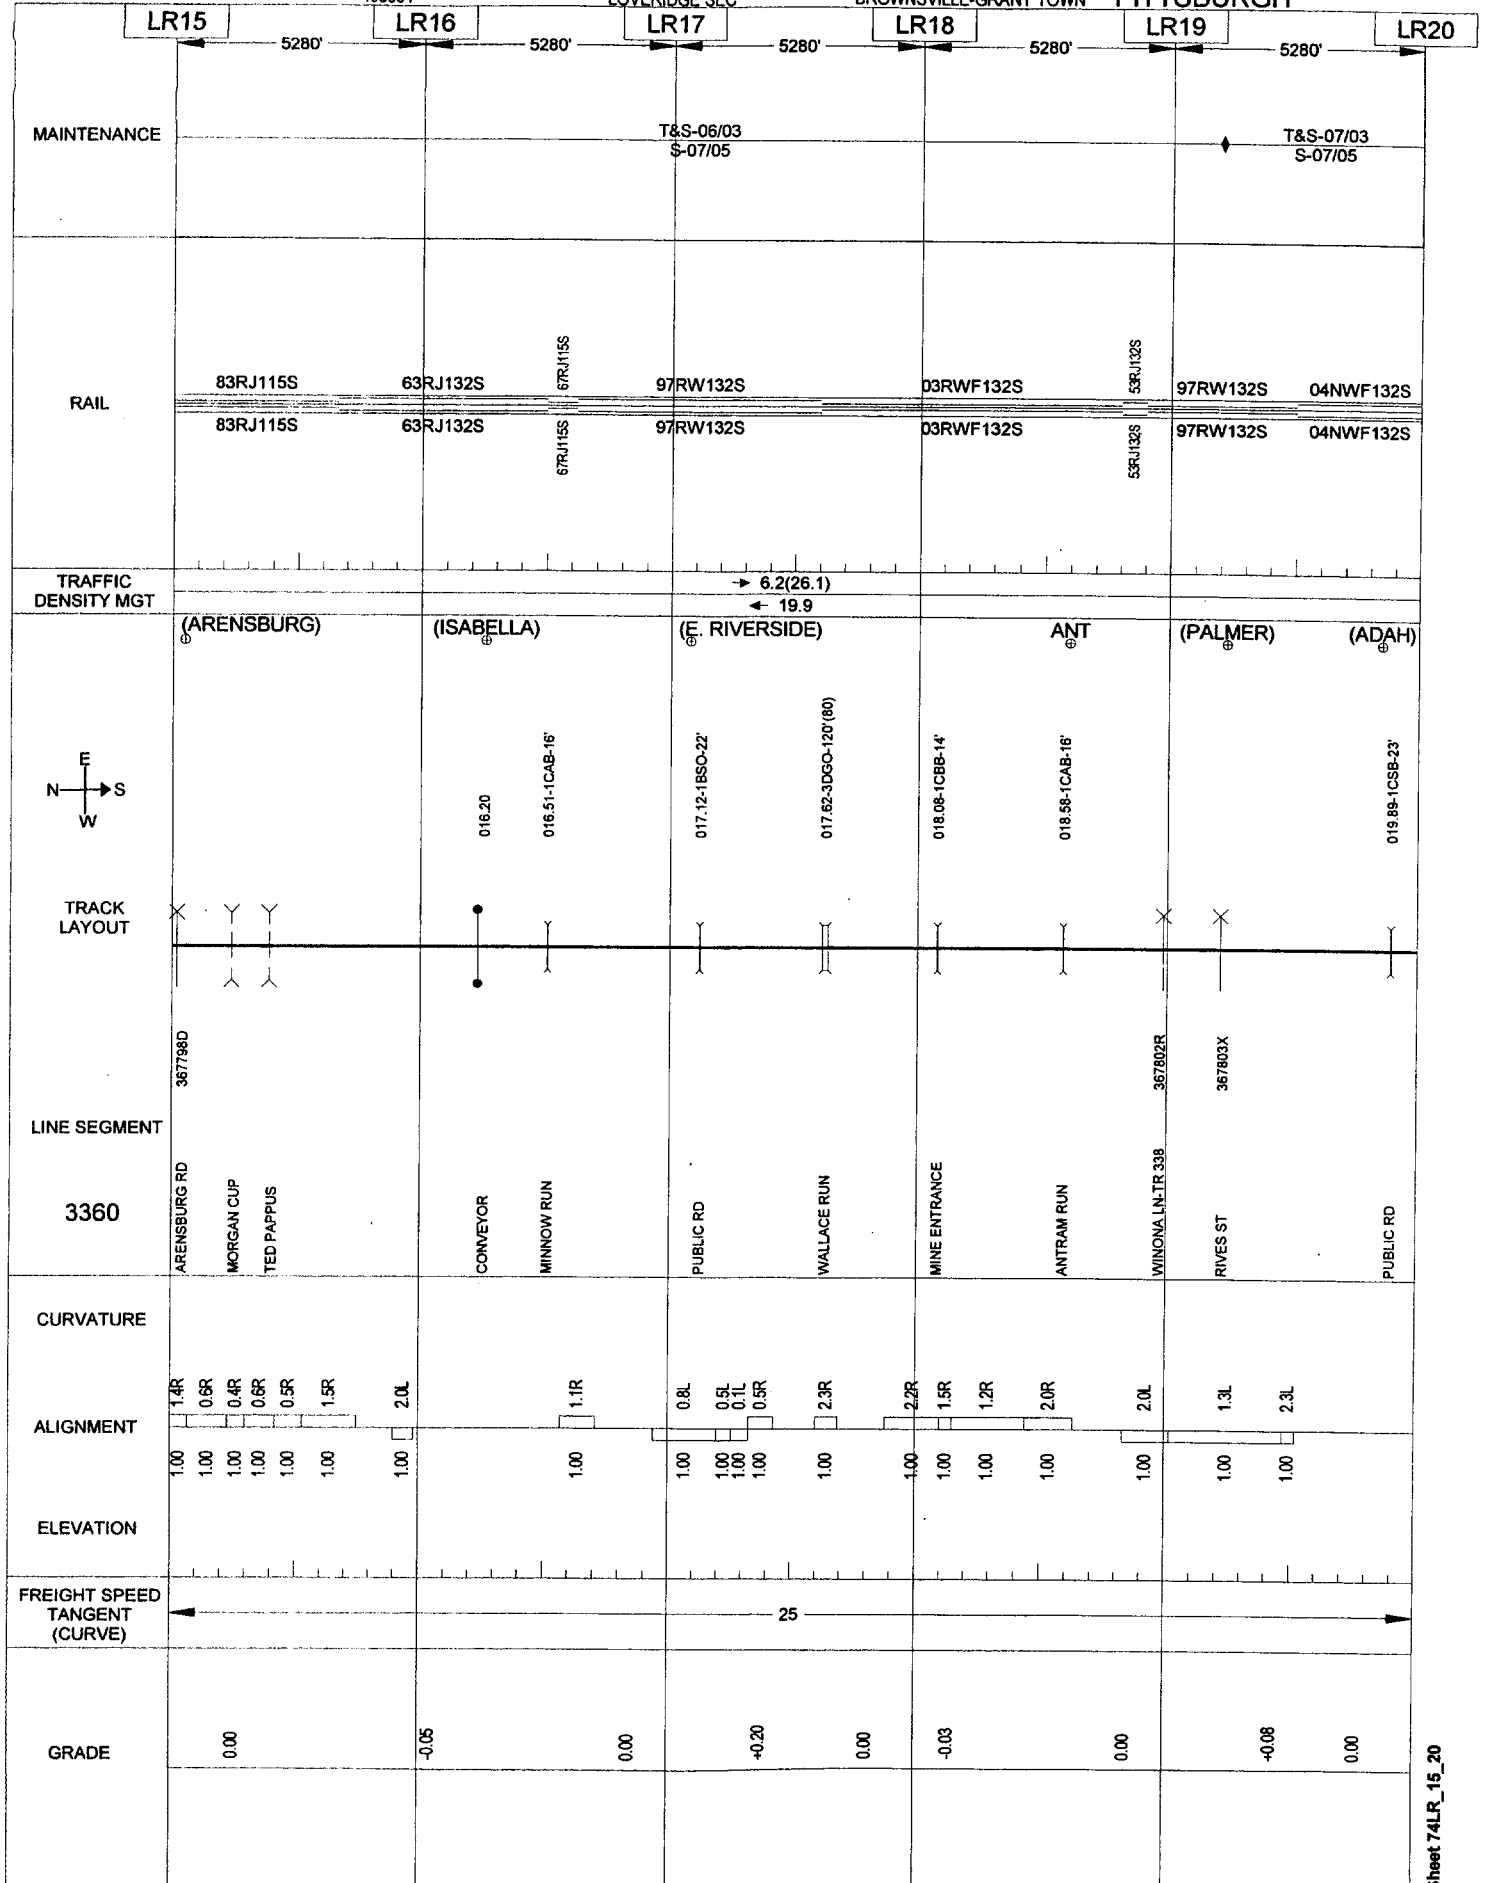 BROWNSVILLE-GRANT TOWN PITTSBURGH
LOVERIDGE SEC
LR15 LR16 LR17 LR18 LR19 LR20
5280' 5280' 5280' 5280' 5280'
MAINTENANCE
T&S-06/03 T&S-07/03
S-07/05 S-07/05
RAIL
83RJ115S 63RJ132S 67RJ115S 97RW132S 03RWF132S 53RJ132S 97RW132S 04NWF132S
83RJ115S 63RJ132S 67RJ115S 97RW132S 03RWF132S 53RJ132S 97RW132S 04NWF132S
TRAFFIC
DENSITY MGT
6.2(26.1)
19.9
(ARENSBURG) (ISABELLA) (E. RIVERSIDE) ANT (PALMER) (ADAH)
E
N S
W
016.20 016.51-1CAB-16' 017.12-1BSO-22' 017.62-3DGO-120'(80) 018.08-1CBB-14' 018.58-1CAB-16' 019.89-1CSB-23'
TRACK
LAYOUT
367798D 367802R 367803X
LINE SEGMENT
3360
ARENSBURG RD MORGAN CUP TED PAPPUS CONVEYOR MINNOW RUN PUBLIC RD WALLACE RUN MINE ENTRANCE ANTRAM RUN WINONA LN-TR 338 RIVES ST PUBLIC RD
CURVATURE
1.4R 0.6R 0.4R 0.6R 0.5R 1.5R 2.0L 1.1R 0.8L 0.5L 0.1L 0.5R 2.3R 2.2R 1.5R 1.2R 2.0R 2.0L 1.3L 2.3L
ALIGNMENT
1.00 1.00 1.00 1.00 1.00 1.00 1.00 1.00 1.00 1.00 1.00 1.00 1.00 1.00 1.00 1.00 1.00 1.00 1.00 1.00
ELEVATION
FREIGHT SPEED
TANGENT
(CURVE)
25
GRADE
0.00 -0.05 0.00 +0.20 0.00 -0.03 0.00 +0.08 0.00
Sheet 74LR_15_20